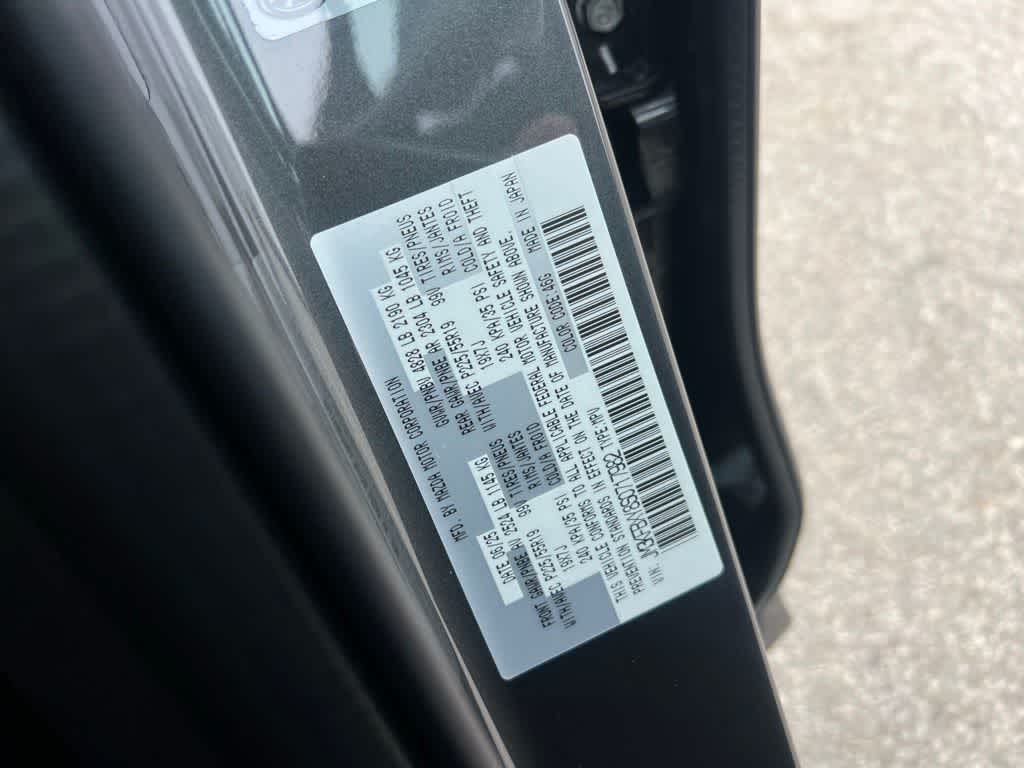 MFD. BY MAZDA MOTOR CORPORATION
DATE 06/25 GVWR/PNBV 4828 LB 2190 KG
FRONT GAWR/PNBE AV 2524 LB 1145 KG REAR GAWR/PNBE AR 2304 LB 1045 KG
WITH/AVEC P225/55R19 99V TIRES/PNEUS WITH/AVEC P225/55R19 99V TIRES/PNEUS
19X7J RIMS/JANTES 19X7J RIMS/JANTES
240 KPA/35 PSI COLD/A FROID 240 KPA/35 PSI COLD/A FROID
THIS VEHICLE CONFORMS TO ALL APPLICABLE FEDERAL MOTOR VEHICLE SAFETY AND THEFT
PREVENTION STANDARDS IN EFFECT ON THE DATE OF MANUFACTURE SHOWN ABOVE.
VIN: TYPE:MPV COLOR CODE:46G MADE IN JAPAN